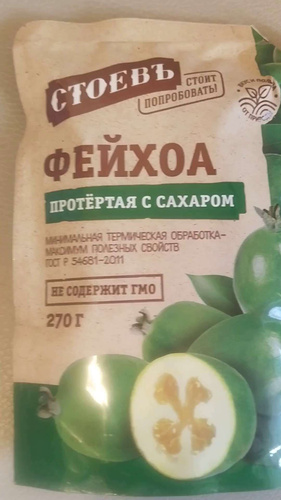 СТОЕВЪ
СТОИТ
ПОПРОБОВАТЬ!
ФЕЙХОА
ПРОТЁРТАЯ С САХАРОМ
МИНИМАЛЬНАЯ ТЕРМИЧЕСКАЯ ОБРАБОТКА-
МАКСИМУМ ПОЛЕЗНЫХ СВОЙСТВ
ГОСТ Р 54681-2011
НЕ СОДЕРЖИТ ГМО
270 Г